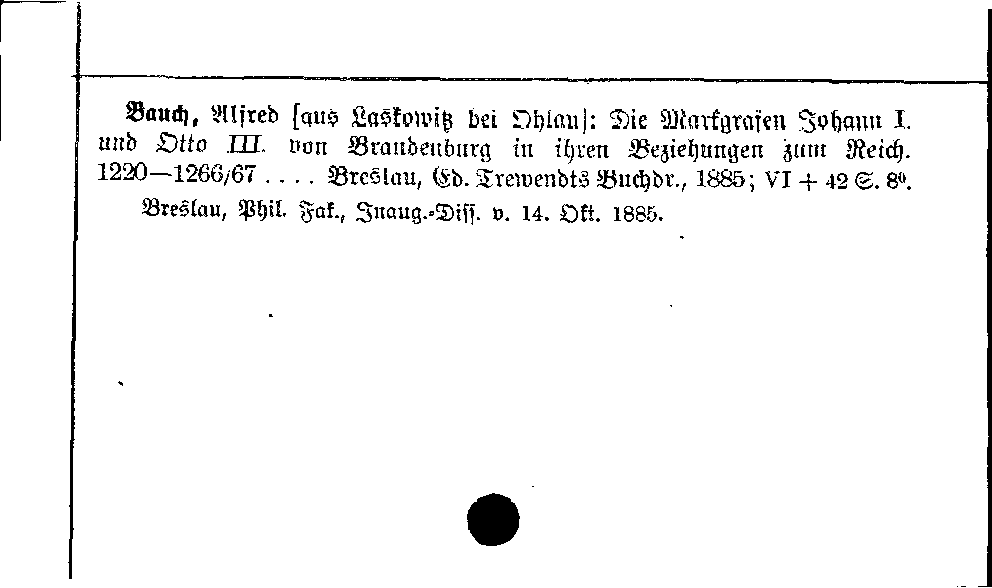 Bauch, Alfred [aus Laskowitz bei Ohlau]: Die Markgrafen Johann I.
und Otto III. von Brandenburg in ihren Beziehungen zum Reich.
1220—1266/67 .... Breslau, Ed. Trewendts Buchdr., 1885; VI + 42 S. 8⁰.
Breslau, Phil. Fak., Inaug.-Diss. v. 14. Okt. 1885.